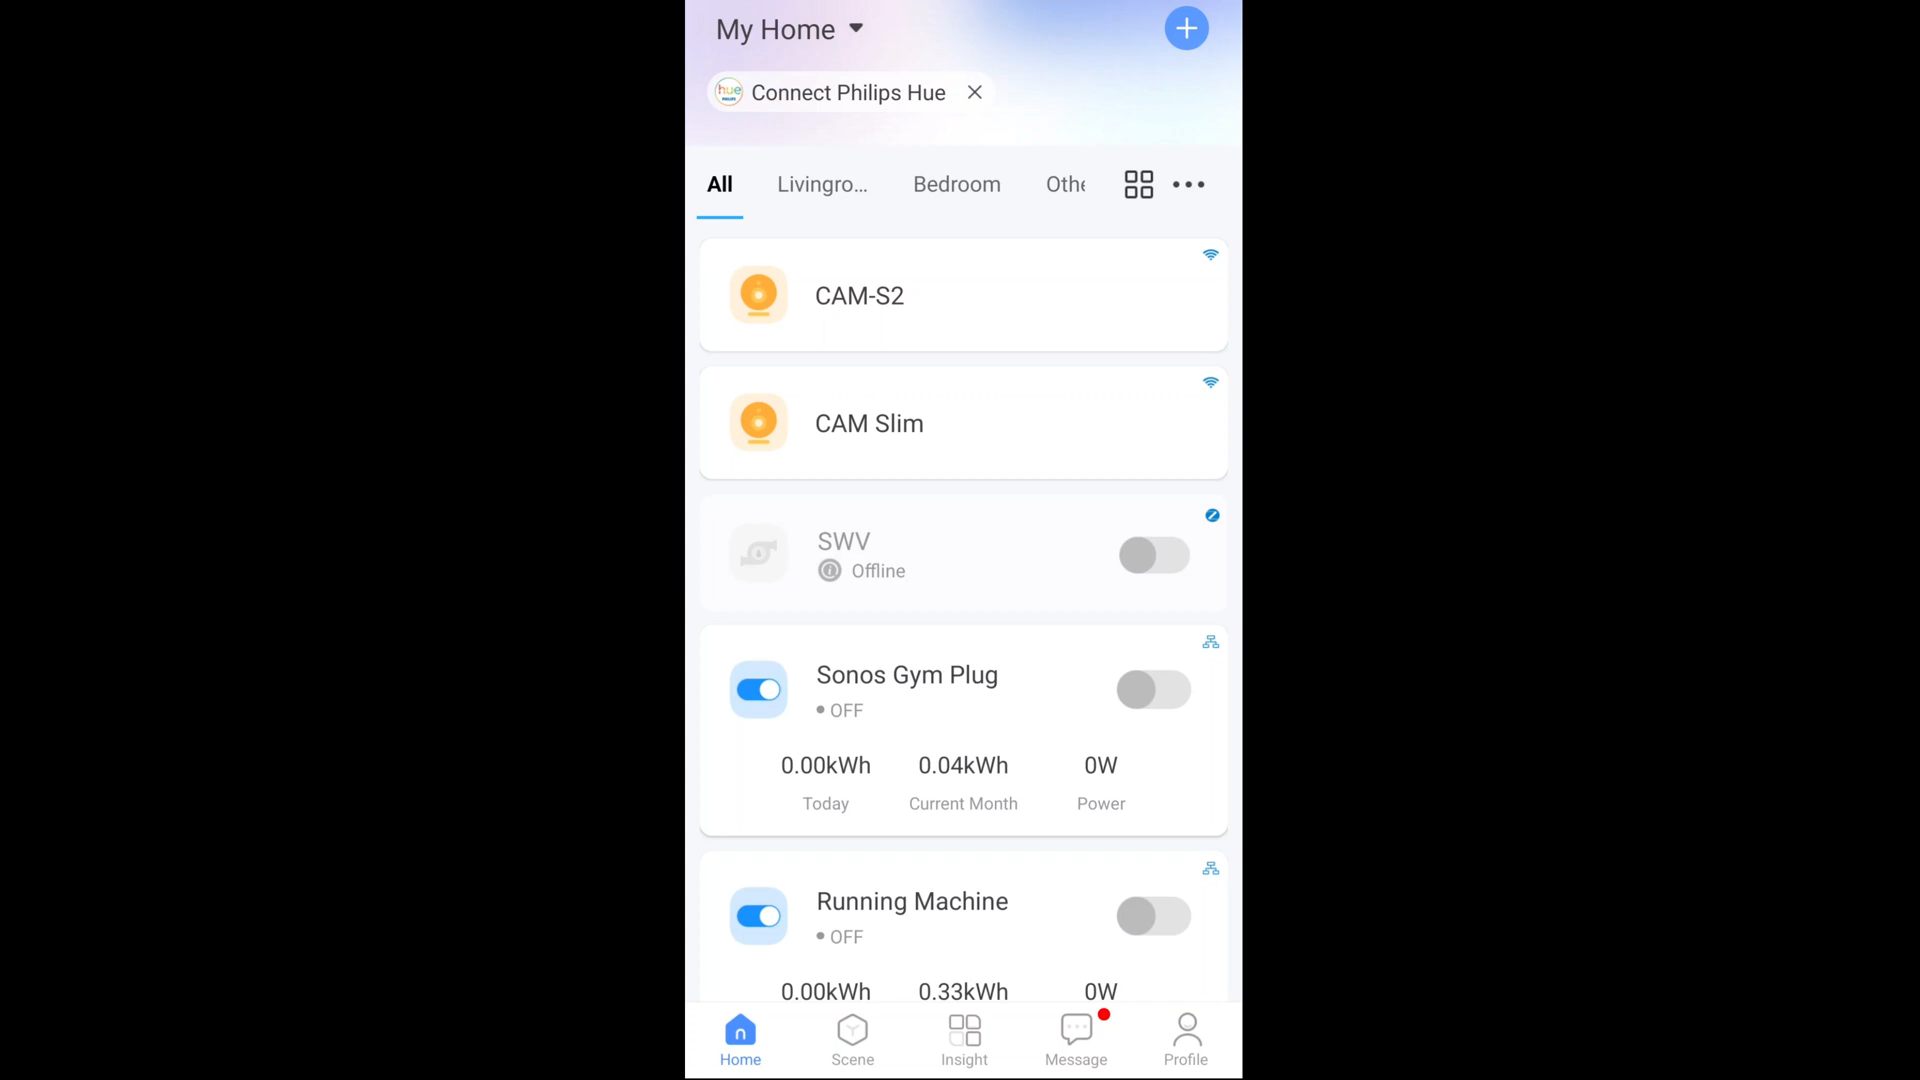 My Home
hue
Connect Philips Hue
All
Livingro...
Bedroom
Othe
CAM-S2
CAM Slim
SWV
Offline
Sonos Gym Plug
OFF
0.00kWh 0.04kWh 0W
Today Current Month Power
Running Machine
OFF
0.00kWh 0.33kWh 0W
Home Scene Insight Message Profile